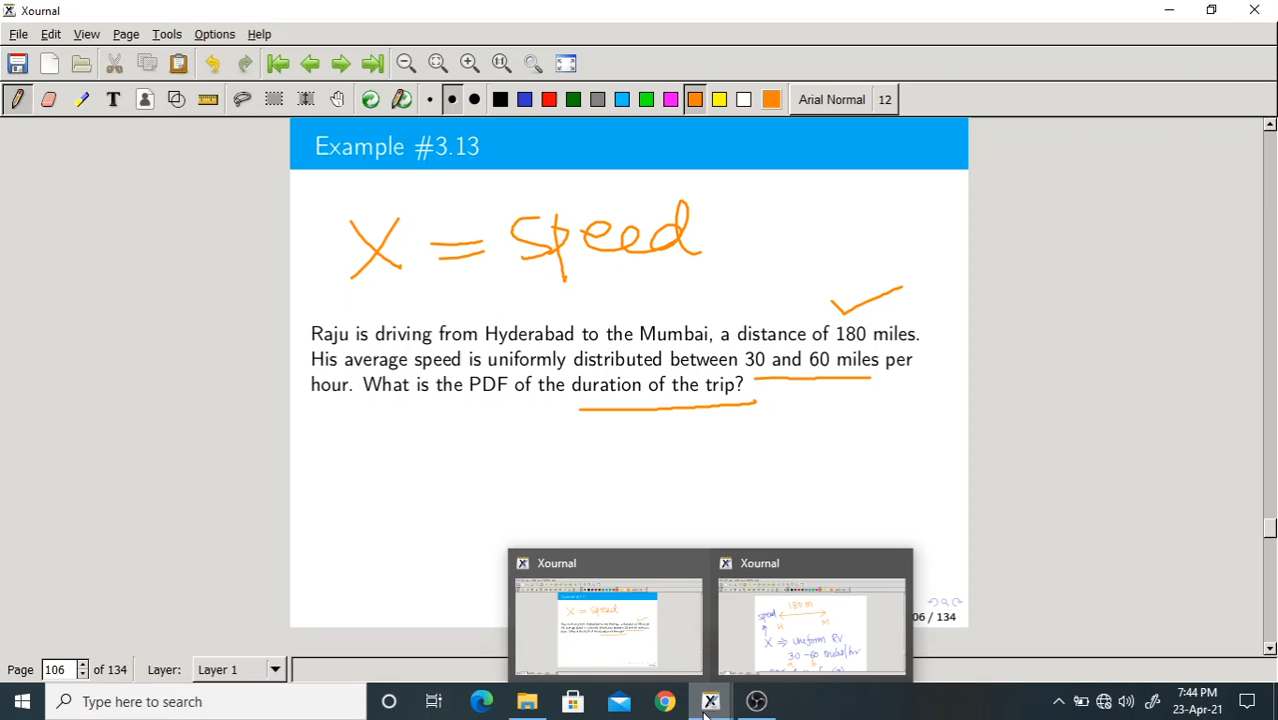 Xournal
File Edit View Page Tools Options Help
Arial Normal 12
Example #3.13
X = speed
Raju is driving from Hyderabad to the Mumbai, a distance of 180 miles.
His average speed is uniformly distributed between 30 and 60 miles per
hour. What is the PDF of the duration of the trip?
Xournal Xournal
X = speed
180 m
speed
H M
X ⇒ uniform RV
30 - 60 miles/hr
a b
06 / 134
Page 106 of 134 Layer: Layer 1
Type here to search
7:44 PM
23-Apr-21